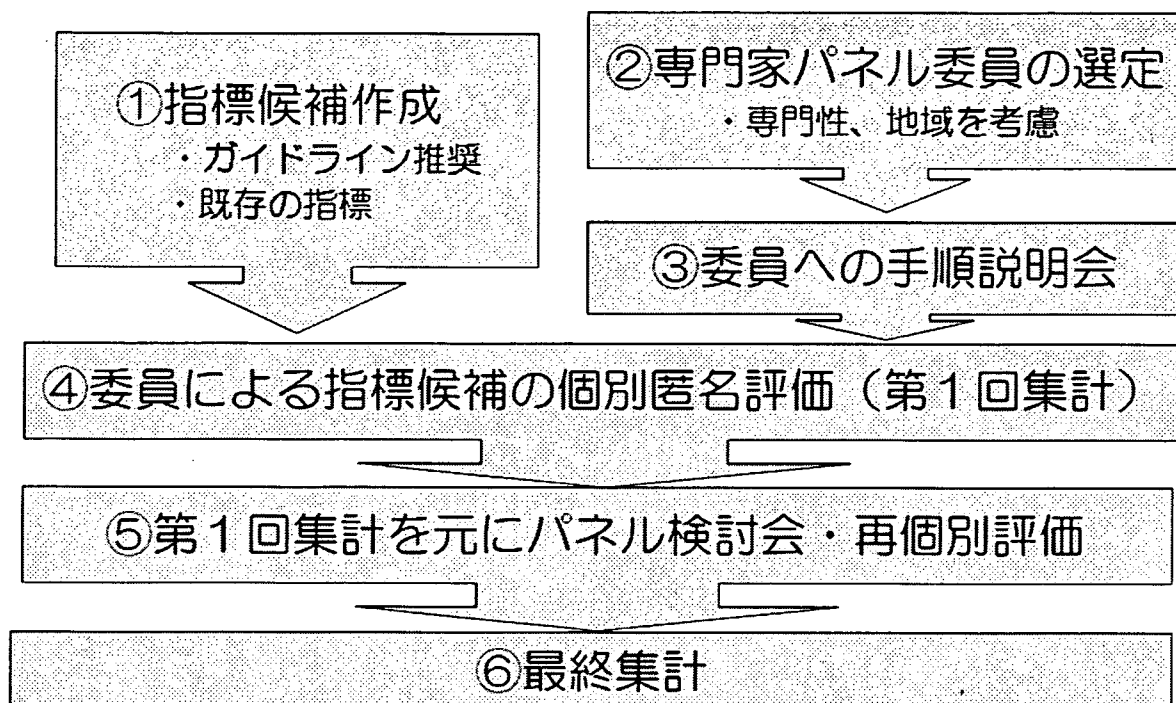 ①指標候補作成
・ガイドライン推奨
・既存の指標
②専門家パネル委員の選定
・専門性、地域を考慮
③委員への手順説明会
④委員による指標候補の個別匿名評価（第１回集計）
⑤第１回集計を元にパネル検討会・再個別評価
⑥最終集計